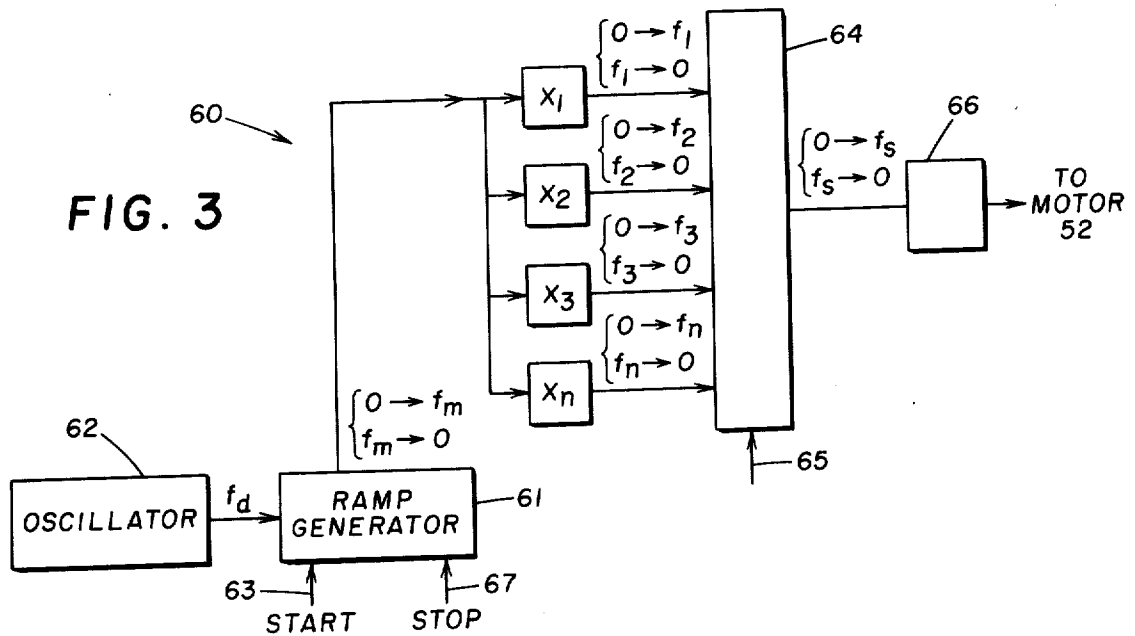 0 → f1
f1 → 0
64
X1
60
0 → f2
f2 → 0
66
0 → fs
fs → 0
X2
TO
MOTOR
52
FIG. 3
0 → f3
f3 → 0
X3
0 → fn
fn → 0
Xn
0 → fm
fm → 0
62
65
fd
61
OSCILLATOR
RAMP
GENERATOR
63
67
START
STOP